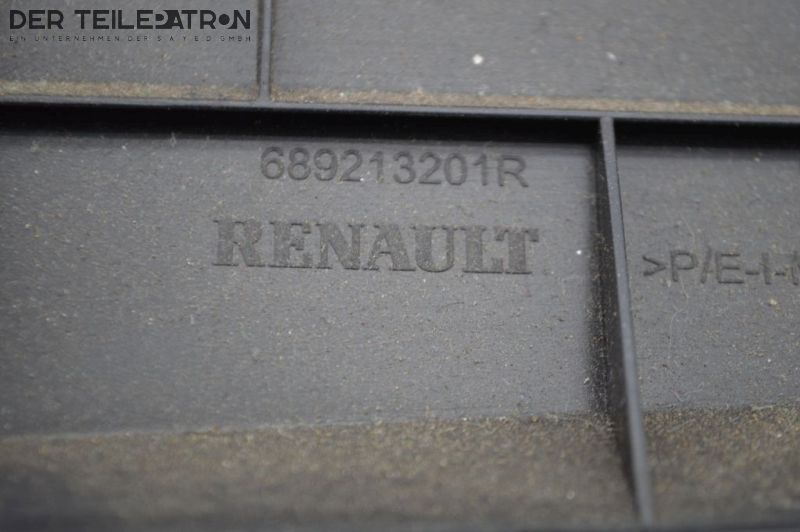 DER TEILEPATRON
EIN UNTERNEHMEN DER S A Y E D GMBH
689213201R
RENAULT
>P/E-I-M